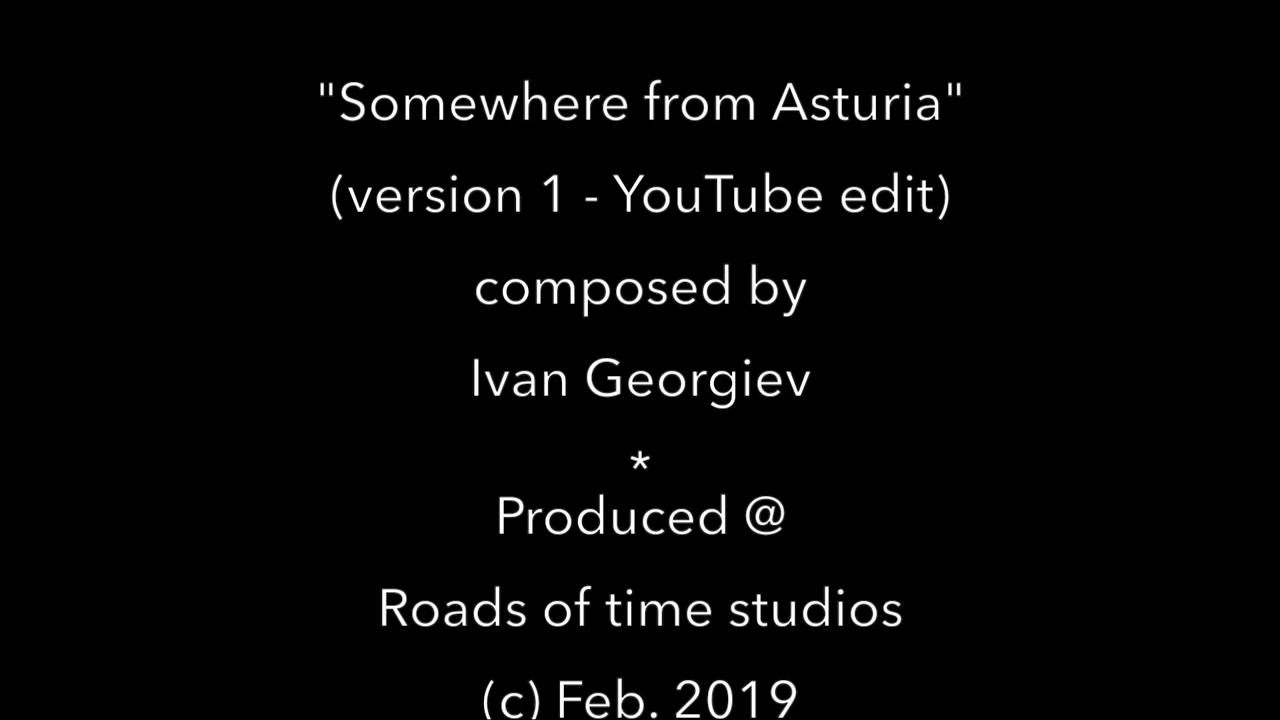 "Somewhere from Asturia"
(version 1 - YouTube edit)
composed by
Ivan Georgiev
*
Produced @
Roads of time studios
(c) Feb. 2019